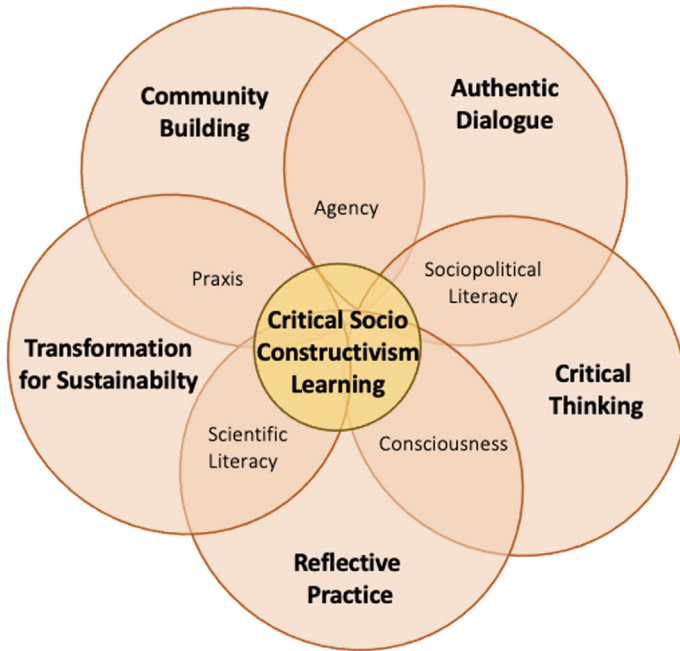 Community
Building
Authentic
Dialogue
Agency
Praxis
Sociopolitical
Literacy
Critical Socio
Constructivism
Learning
Transformation
for Sustainabilty
Critical
Thinking
Scientific
Literacy
Consciousness
Reflective
Practice